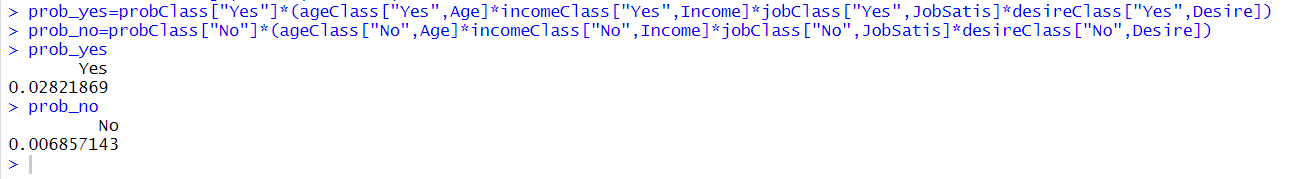 > prob_yes=probClass["Yes"]*(ageClass["Yes",Age]*incomeClass["Yes",Income]*jobClass["Yes",JobSatis]*desireClass["Yes",Desire])
> prob_no=probClass["No"]*(ageClass["No",Age]*incomeClass["No",Income]*jobClass["No",JobSatis]*desireClass["No",Desire])
> prob_yes
Yes
0.02821869
> prob_no
No
0.006857143
>